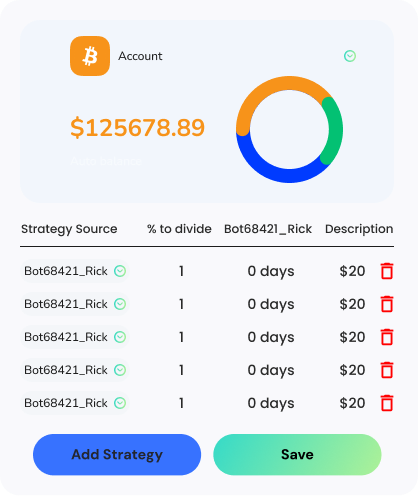 Account
$125678.89
Auto balance
Strategy Source % to divide Bot68421_Rick Description
Bot68421_Rick 1 0 days $20
Bot68421_Rick 1 0 days $20
Bot68421_Rick 1 0 days $20
Bot68421_Rick 1 0 days $20
Bot68421_Rick 1 0 days $20
Add Strategy Save